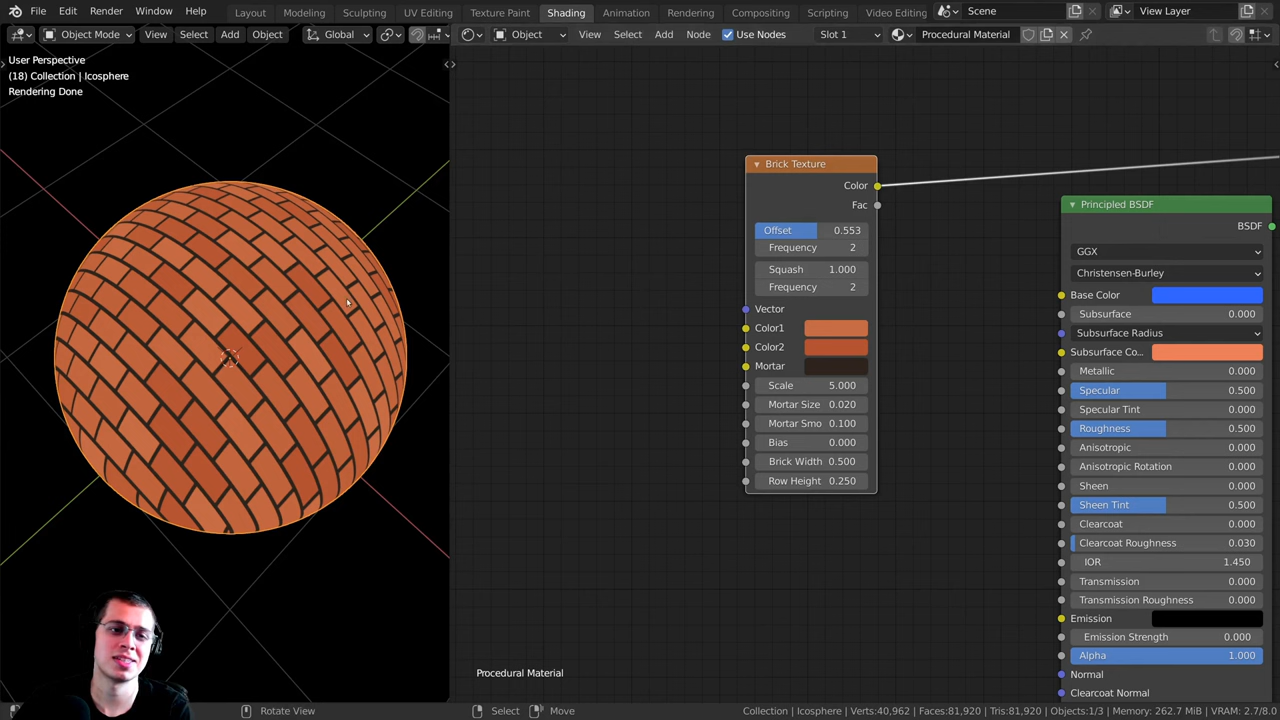 File Edit Render Window Help Layout Modeling Sculpting UV Editing Texture Paint Shading Animation Rendering Compositing Scripting Video Editing Scene View Layer
Object Mode View Select Add Object Global Object View Select Add Node Use Nodes Slot 1 Procedural Material
User Perspective
(18) Collection | Icosphere
Rendering Done
Brick Texture
Color
Fac
Offset 0.553
Frequency 2
Squash 1.000
Frequency 2
Vector
Color1
Color2
Mortar
Scale 5.000
Mortar Size 0.020
Mortar Smo 0.100
Bias 0.000
Brick Width 0.500
Row Height 0.250
Principled BSDF
BSDF
GGX
Christensen-Burley
Base Color
Subsurface 0.000
Subsurface Radius
Subsurface Co...
Metallic 0.000
Specular 0.500
Specular Tint 0.000
Roughness 0.500
Anisotropic 0.000
Anisotropic Rotation 0.000
Sheen 0.000
Sheen Tint 0.500
Clearcoat 0.000
Clearcoat Roughness 0.030
IOR 1.450
Transmission 0.000
Transmission Roughness 0.000
Emission
Emission Strength 0.000
Alpha 1.000
Normal
Clearcoat Normal
Procedural Material
Rotate View Select Move Collection | Icosphere | Verts:40,962 | Faces:81,920 | Tris:81,920 | Objects:1/3 | Memory: 262.7 MiB | VRAM: 2.7/8.0